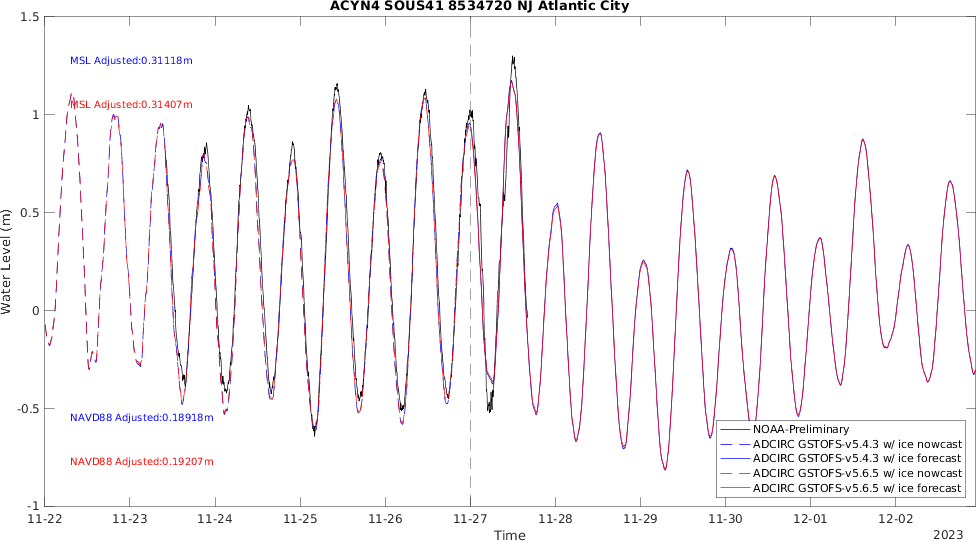 ACYN4 SOUS41 8534720 NJ Atlantic City
Water Level (m)
1.5
1
0.5
0
-0.5
-1
MSL Adjusted:0.31118m
MSL Adjusted:0.31407m
NAVD88 Adjusted:0.18918m
NAVD88 Adjusted:0.19207m
NOAA-Preliminary
ADCIRC GSTOFS-v5.4.3 w/ ice nowcast
ADCIRC GSTOFS-v5.4.3 w/ ice forecast
ADCIRC GSTOFS-v5.6.5 w/ ice nowcast
ADCIRC GSTOFS-v5.6.5 w/ ice forecast
11-22 11-23 11-24 11-25 11-26 11-27 11-28 11-29 11-30 12-01 12-02
Time
2023